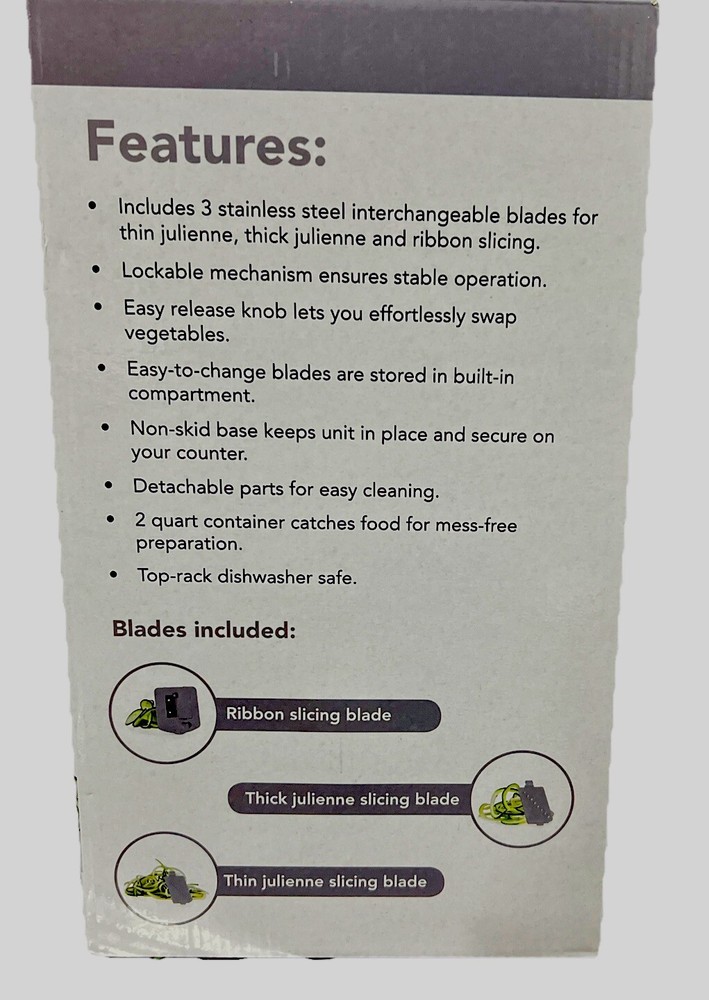 Features:
• Includes 3 stainless steel interchangeable blades for
thin julienne, thick julienne and ribbon slicing.
• Lockable mechanism ensures stable operation.
• Easy release knob lets you effortlessly swap
vegetables.
• Easy-to-change blades are stored in built-in
compartment.
• Non-skid base keeps unit in place and secure on
your counter.
• Detachable parts for easy cleaning.
• 2 quart container catches food for mess-free
preparation.
• Top-rack dishwasher safe.
Blades included:
Ribbon slicing blade
Thick julienne slicing blade
Thin julienne slicing blade